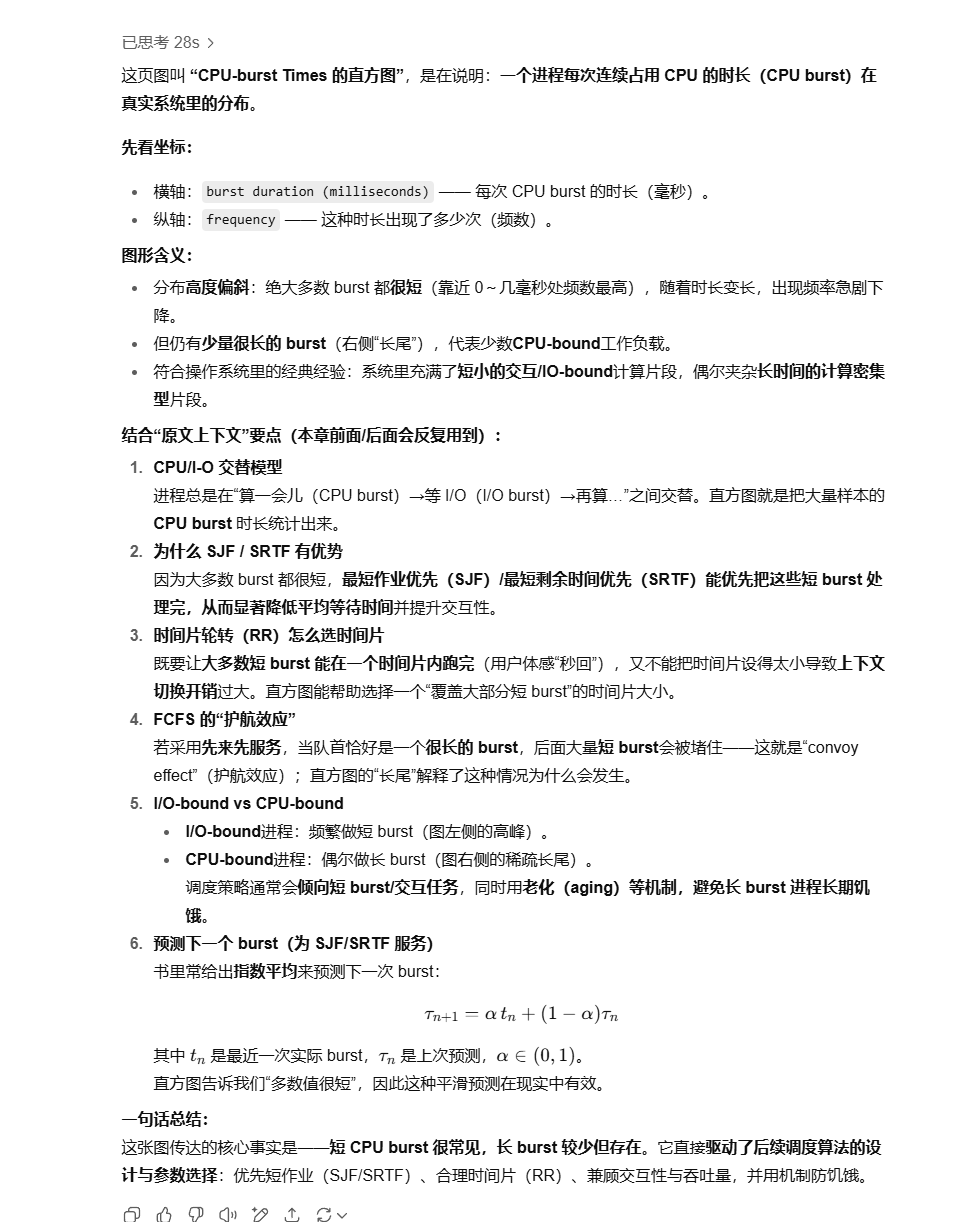 已思考 28s >
这页图叫 “CPU-burst Times 的直方图”，是在说明：一个进程每次连续占用 CPU 的时长（CPU burst）在
真实系统里的分布。
先看坐标：
• 横轴：burst duration (milliseconds) —— 每次 CPU burst 的时长（毫秒）。
• 纵轴：frequency —— 这种时长出现了多少次（频数）。
图形含义：
• 分布高度偏斜：绝大多数 burst 都很短（靠近 0～几毫秒处频数最高），随着时长变长，出现频率急剧下
降。
• 但仍有少量很长的 burst（右侧“长尾”），代表少数CPU-bound工作负载。
• 符合操作系统里的经典经验：系统里充满了短小的交互/IO-bound计算片段，偶尔夹杂长时间的计算密集
型片段。
结合“原文上下文”要点（本章前面/后面会反复用到）：
1. CPU/I-O 交替模型
进程总是在“算一会儿（CPU burst）→等 I/O（I/O burst）→再算…”之间交替。直方图就是把大量样本的
CPU burst 时长统计出来。
2. 为什么 SJF / SRTF 有优势
因为大多数 burst 都很短，最短作业优先（SJF）/最短剩余时间优先（SRTF）能优先把这些短 burst 处
理完，从而显著降低平均等待时间并提升交互性。
3. 时间片轮转（RR）怎么选时间片
既要让大多数短 burst 能在一个时间片内跑完（用户体感“秒回”），又不能把时间片设得太小导致上下文
切换开销过大。直方图能帮助选择一个“覆盖大部分短 burst”的时间片大小。
4. FCFS 的“护航效应”
若采用先来先服务，当队首恰好是一个很长的 burst，后面大量短 burst会被堵住——这就是“convoy
effect”（护航效应）；直方图的“长尾”解释了这种情况为什么会发生。
5. I/O-bound vs CPU-bound
• I/O-bound进程：频繁做短 burst（图左侧的高峰）。
• CPU-bound进程：偶尔做长 burst（图右侧的稀疏长尾）。
调度策略通常会倾向短 burst/交互任务，同时用老化（aging）等机制，避免长 burst 进程长期饥
饿。
6. 预测下一个 burst（为 SJF/SRTF 服务）
书里常给出指数平均来预测下一次 burst：
τₙ₊₁ = α tₙ + (1 − α)τₙ
其中 tₙ 是最近一次实际 burst，τₙ 是上次预测，α ∈ (0, 1)。
直方图告诉我们“多数值很短”，因此这种平滑预测在现实中有效。
一句话总结：
这张图传达的核心事实是——短 CPU burst 很常见，长 burst 较少但存在。它直接驱动了后续调度算法的设
计与参数选择：优先短作业（SJF/SRTF）、合理时间片（RR）、兼顾交互性与吞吐量，并用机制防饥饿。